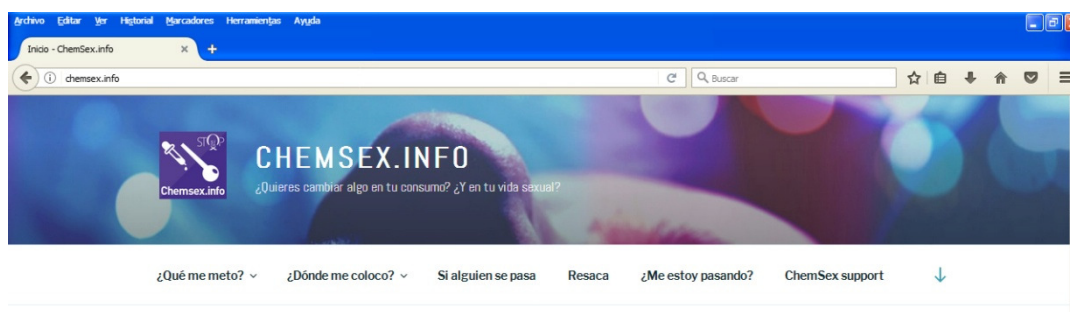 Archivo Editar Ver Historial Marcadores Herramientas Ayuda
Inicio - ChemSex.info
chemsex.info
Buscar
STOP
Chemsex.info
CHEMSEX.INFO
¿Quieres cambiar algo en tu consumo? ¿Y en tu vida sexual?
¿Qué me meto? ¿Dónde me coloco? Si alguien se pasa Resaca ¿Me estoy pasando? ChemSex support